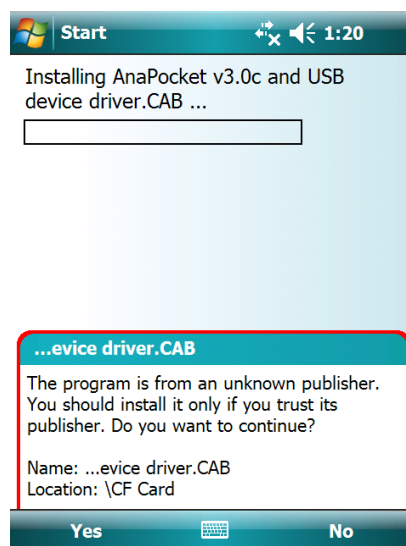 Start 1:20
Installing AnaPocket v3.0c and USB
device driver.CAB ...
...evice driver.CAB
The program is from an unknown publisher.
You should install it only if you trust its
publisher. Do you want to continue?
Name: ...evice driver.CAB
Location: \CF Card
Yes No